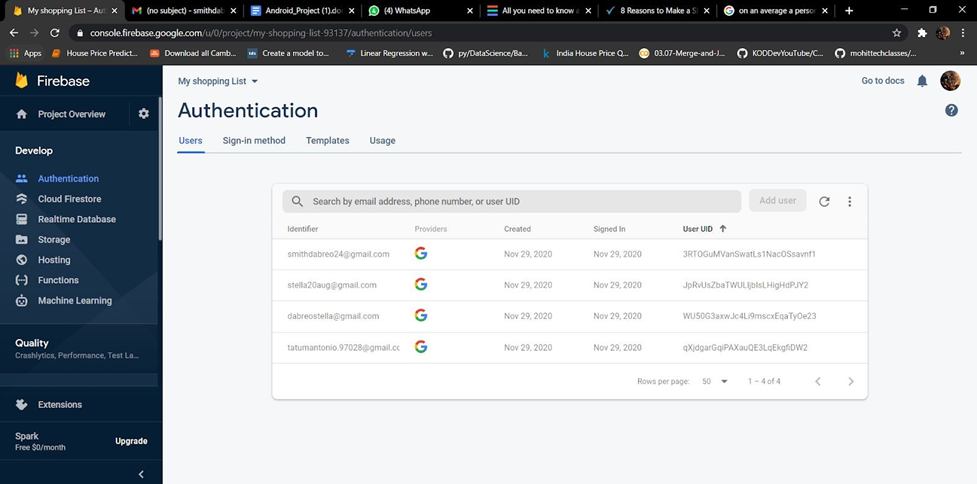 My shopping List – Aut
(no subject) - smithdab
Android_Project (1).doc
(4) WhatsApp
All you need to know a
8 Reasons to Make a S
on an average a person
console.firebase.google.com/u/0/project/my-shopping-list-93137/authentication/users
Apps
House Price Predict...
Download all Camb...
Create a model to...
Linear Regression w...
py/DataScience/Ba...
India House Price Q...
03.07-Merge-and-J...
KODDevYouTube/C...
mohittechclasses/...
»
Firebase
My shopping List
Go to docs
Project Overview
Authentication
Users
Sign-in method
Templates
Usage
Develop
Authentication
Cloud Firestore
Realtime Database
Storage
Hosting
Functions
Machine Learning
Quality
Crashlytics, Performance, Test La...
Extensions
Spark
Free $0/month
Upgrade
Search by email address, phone number, or user UID
Add user
Identifier
Providers
Created
Signed In
User UID
smithdabreo24@gmail.com
Nov 29, 2020
Nov 29, 2020
3RTOGuMVanSwatLs1NacOSsavnf1
stella20aug@gmail.com
Nov 29, 2020
Nov 29, 2020
JpRvUsZbaTWULljblsLHigHdPJY2
dabreostella@gmail.com
Nov 29, 2020
Nov 29, 2020
WU50G3axwJc4Li9mscxEqaTyOe23
tatumantonio.97028@gmail.cc
Nov 29, 2020
Nov 29, 2020
qXjdgarGqiPAXauQE3LqEkgfiDW2
Rows per page:
50
1 – 4 of 4